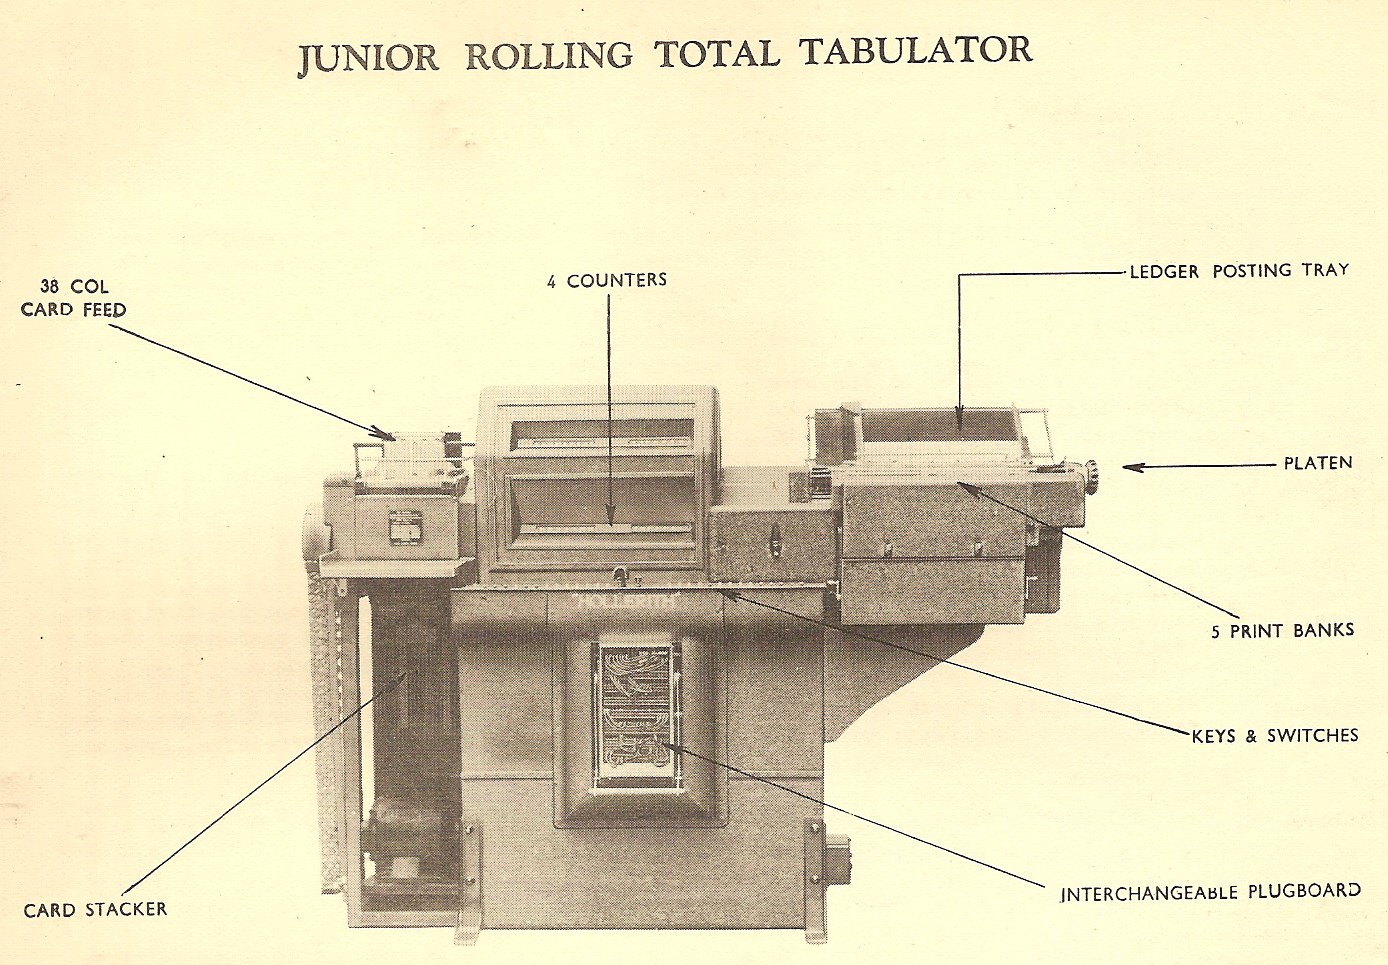 JUNIOR ROLLING TOTAL TABULATOR
38 COL
CARD FEED
4 COUNTERS
LEDGER POSTING TRAY
PLATEN
5 PRINT BANKS
HOLLERITH
KEYS & SWITCHES
INTERCHANGEABLE PLUGBOARD
CARD STACKER